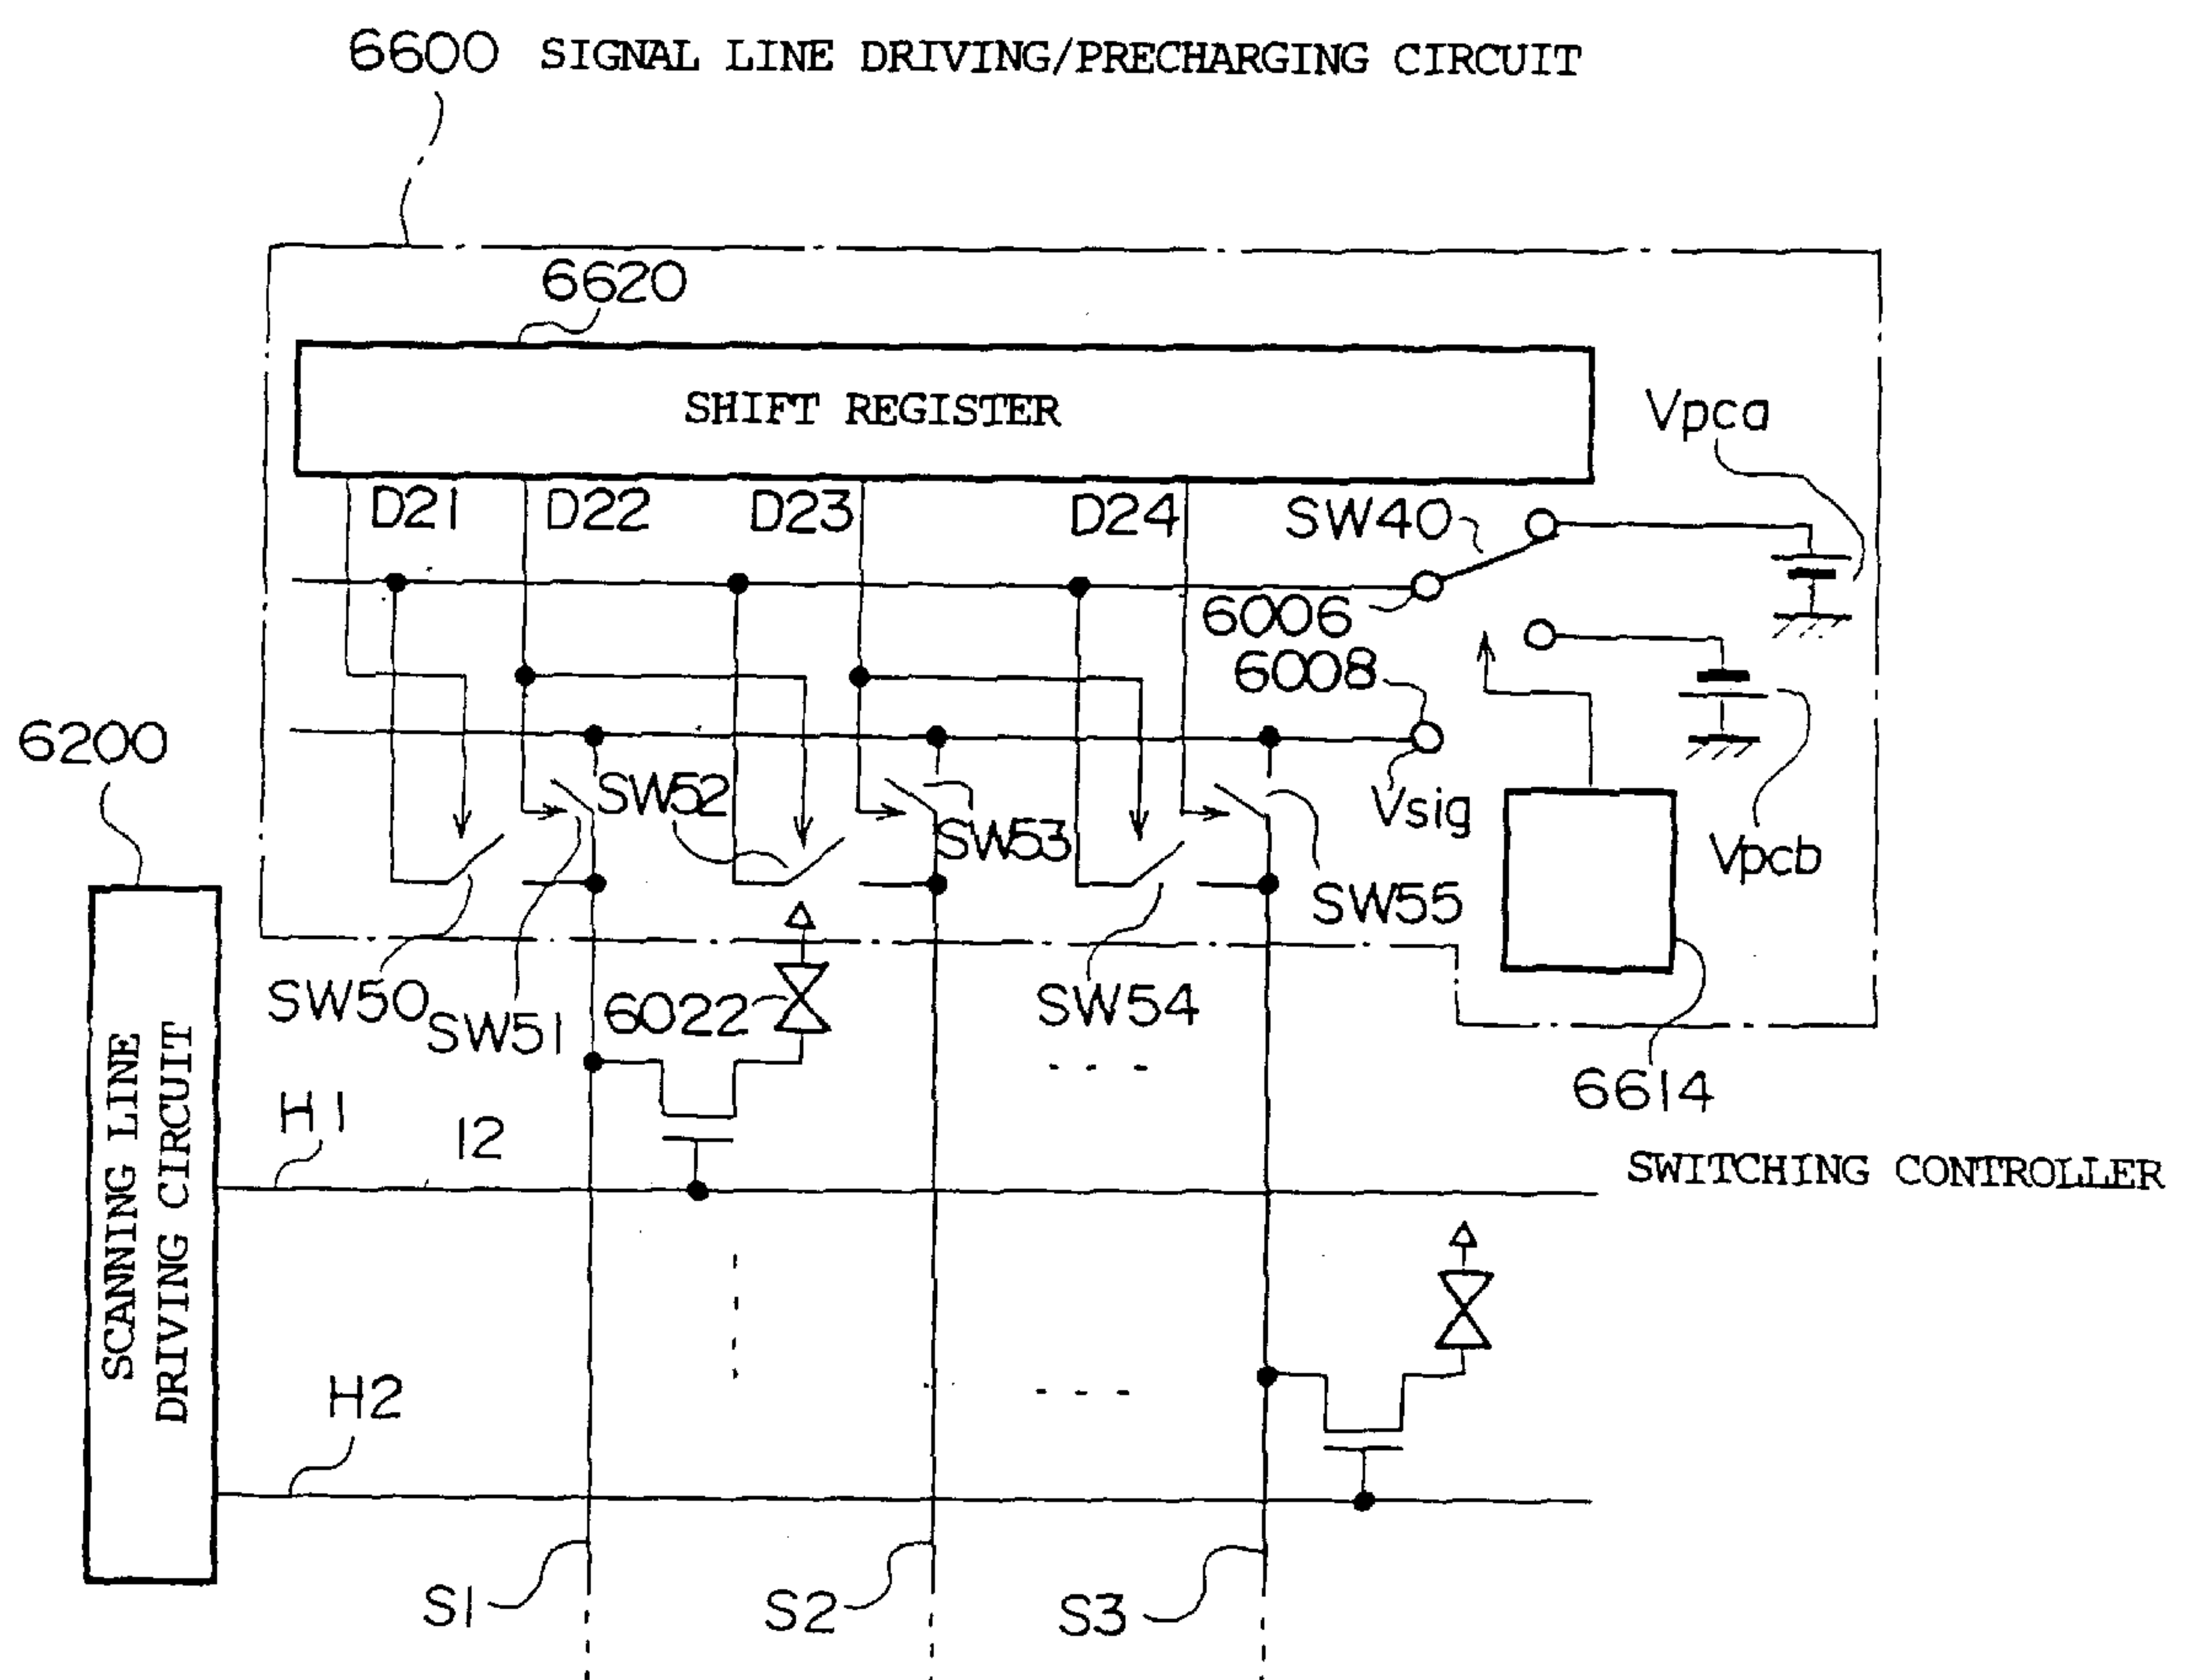 6600 SIGNAL LINE DRIVING/PRECHARGING CIRCUIT
6620
SHIFT REGISTER
Vpca
D21
D22
D23
D24
SW40
6006
6008
6200
SW52
SW53
Vsig
Vpcb
SW55
SW50
SW51
6022
SW54
6614
SWITCHING CONTROLLER
H1
12
SCANNING LINE
DRIVING CIRCUIT
H2
S1
S2
S3